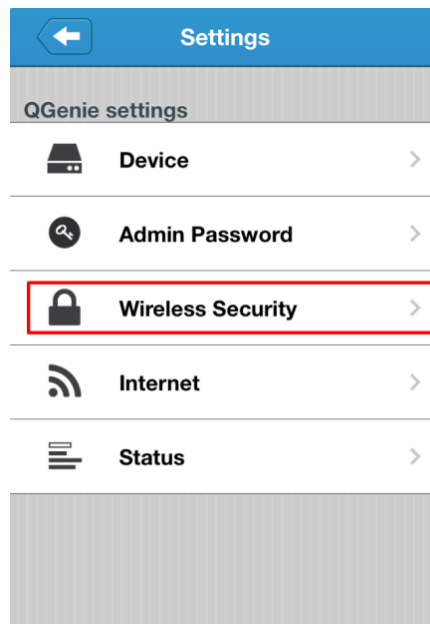 Settings
QGenie settings
Device
Admin Password
Wireless Security
Internet
Status